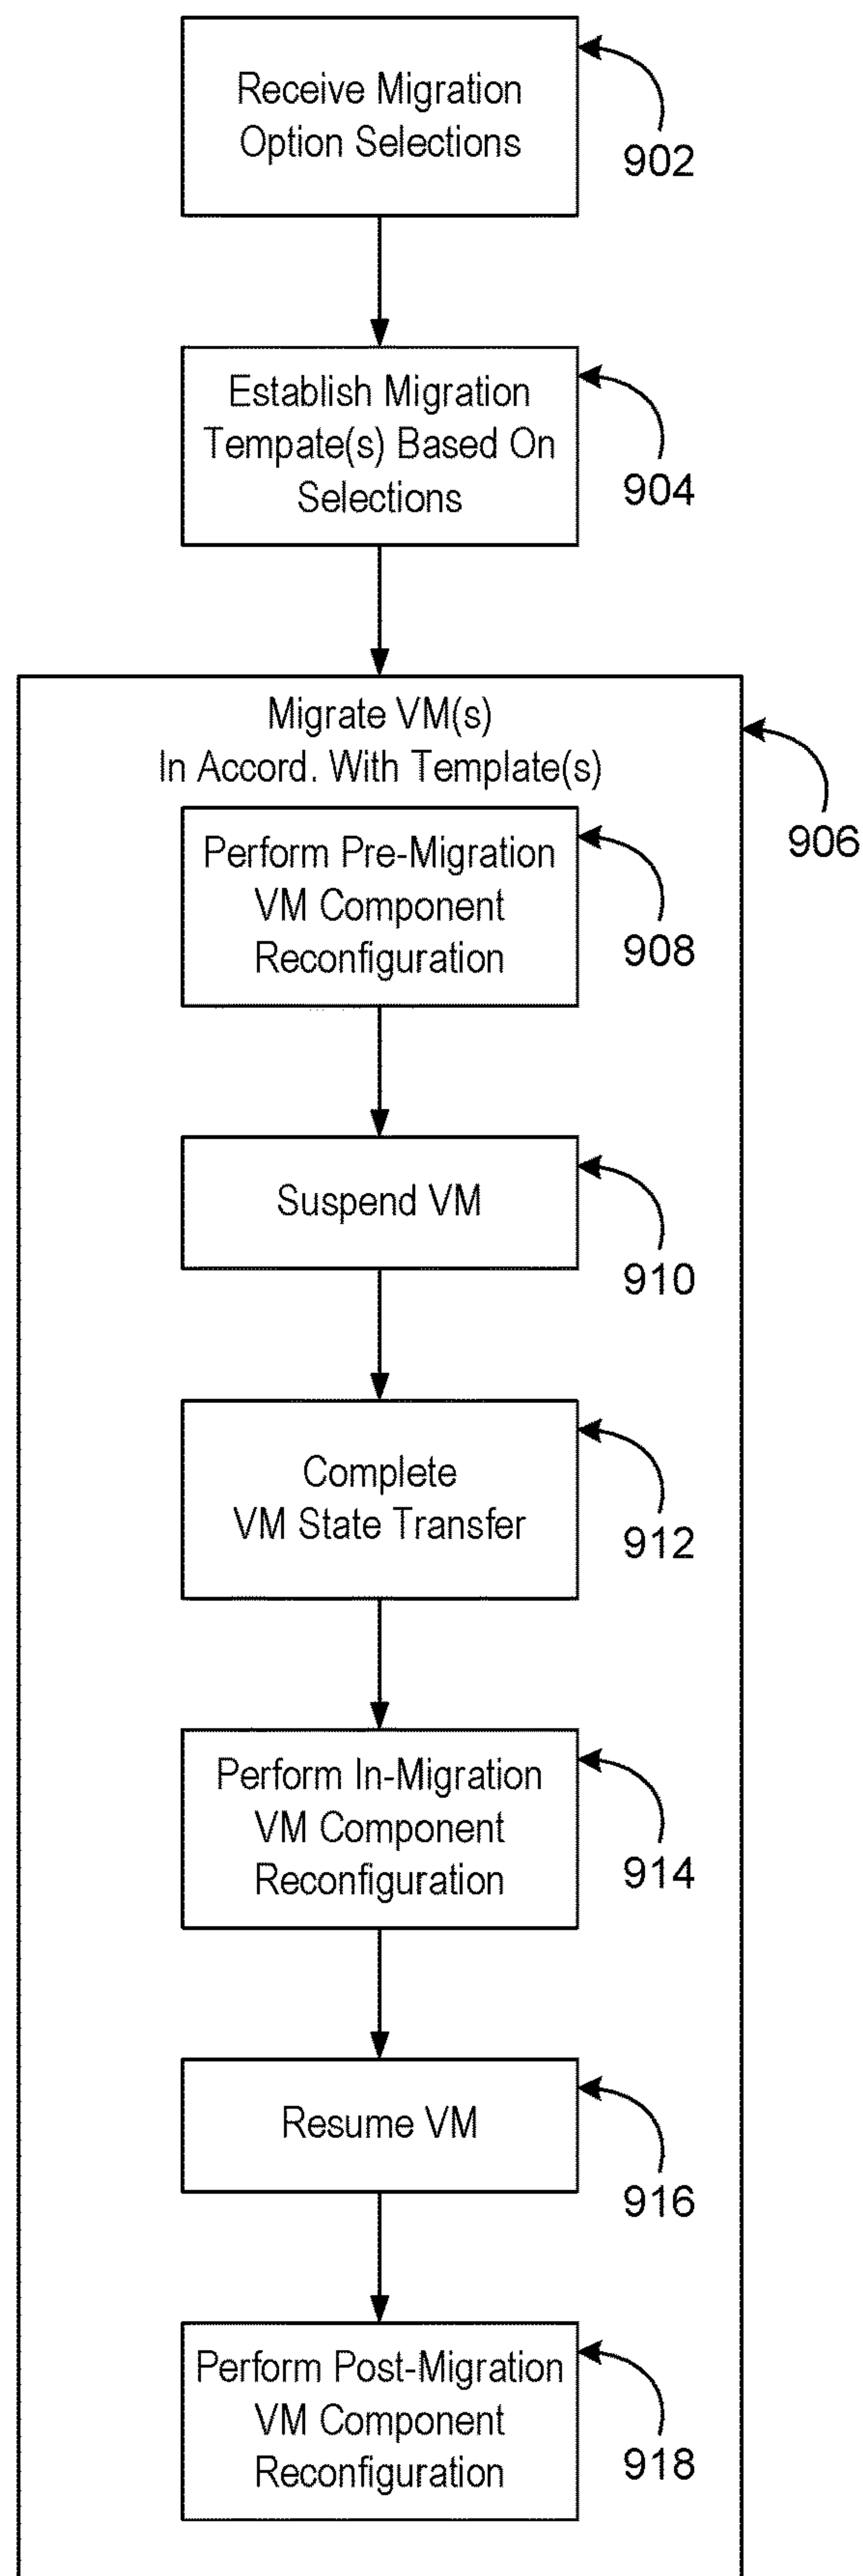 Receive Migration
Option Selections
902
Establish Migration
Tempate(s) Based On
Selections
904
Migrate VM(s)
In Accord. With Template(s)
906
Perform Pre-Migration
VM Component
Reconfiguration
908
Suspend VM
910
Complete
VM State Transfer
912
Perform In-Migration
VM Component
Reconfiguration
914
Resume VM
916
Perform Post-Migration
VM Component
Reconfiguration
918